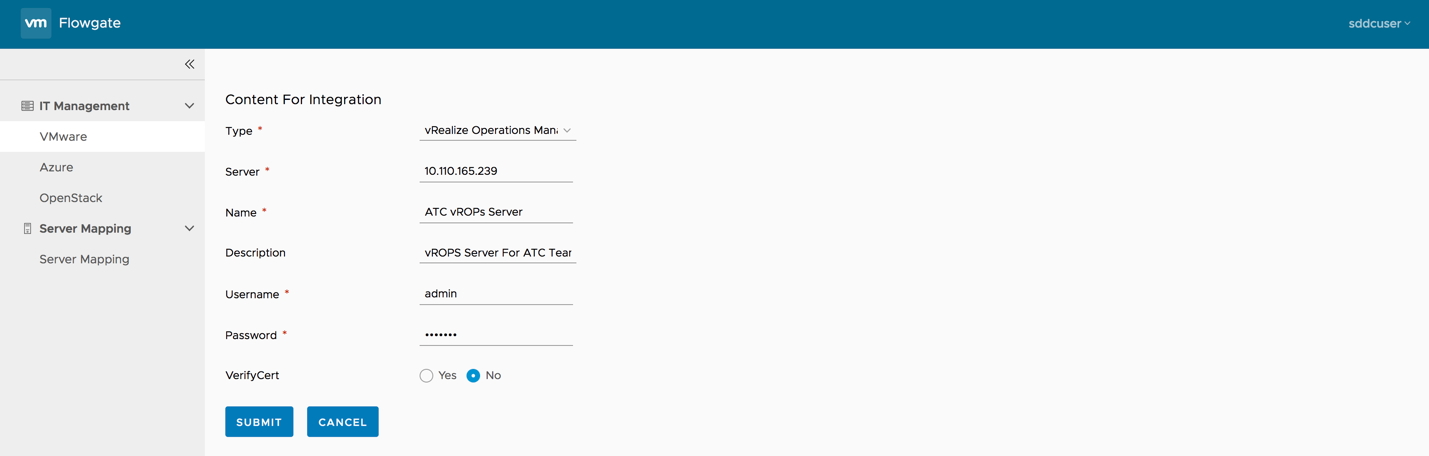 vm Flowgate
sddcuser
IT Management
VMware
Azure
OpenStack
Server Mapping
Server Mapping
Content For Integration
Type *
vRealize Operations Man
Server *
10.110.165.239
Name *
ATC vROPs Server
Description
vROPS Server For ATC Tea
Username *
admin
Password *
•••••••
VerifyCert
Yes No
SUBMIT CANCEL